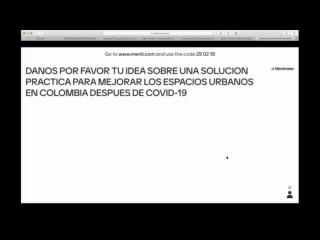 Go to www.menti.com and use the code 29 02 19
Mentimeter
DANOS POR FAVOR TU IDEA SOBRE UNA SOLUCION
PRACTICA PARA MEJORAR LOS ESPACIOS URBANOS
EN COLOMBIA DESPUES DE COVID-19